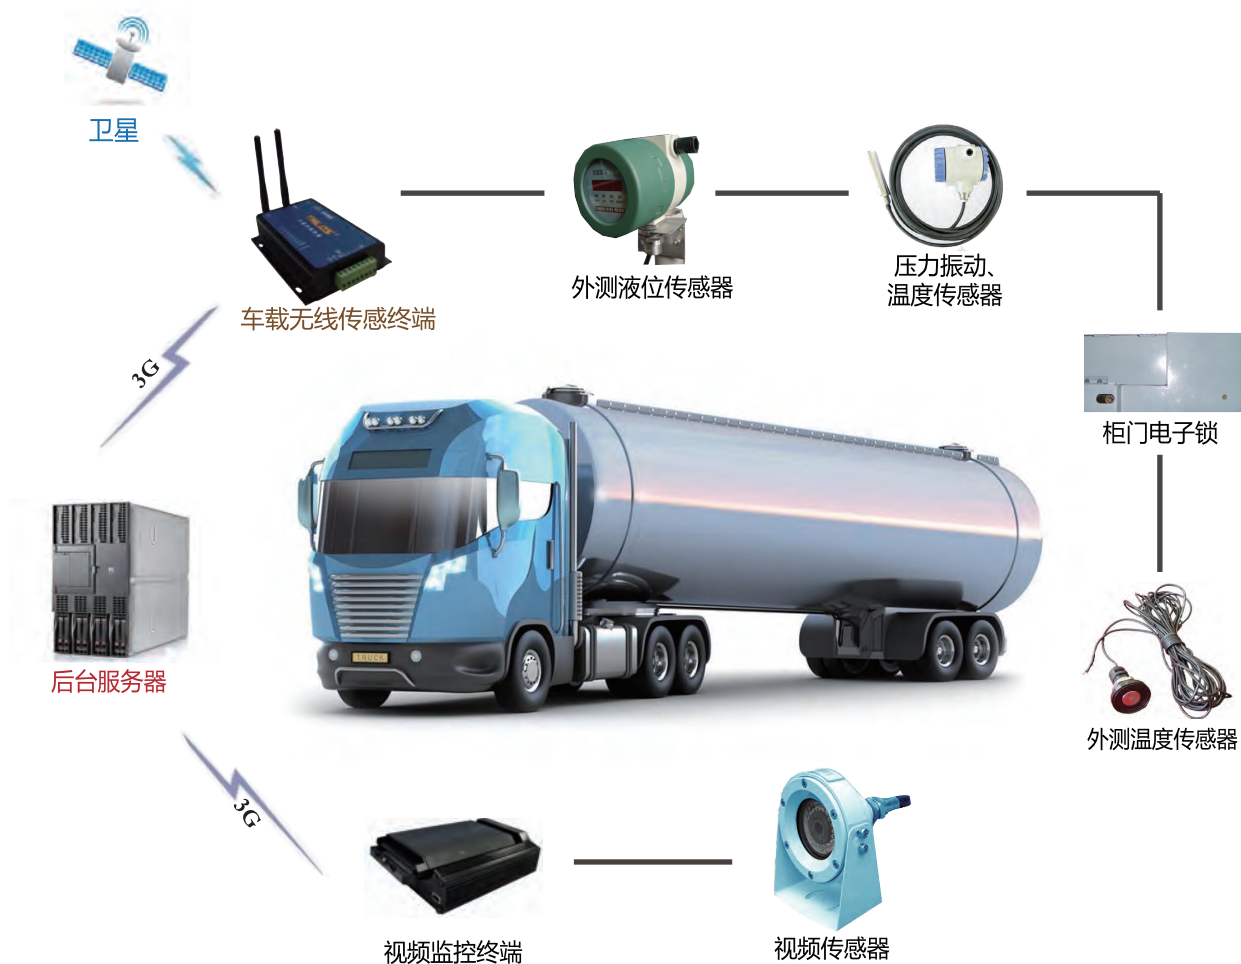 卫星
车载无线传感终端
外测液位传感器
压力振动、
温度传感器
3G
柜门电子锁
TRUCK
后台服务器
外测温度传感器
3G
视频监控终端
视频传感器